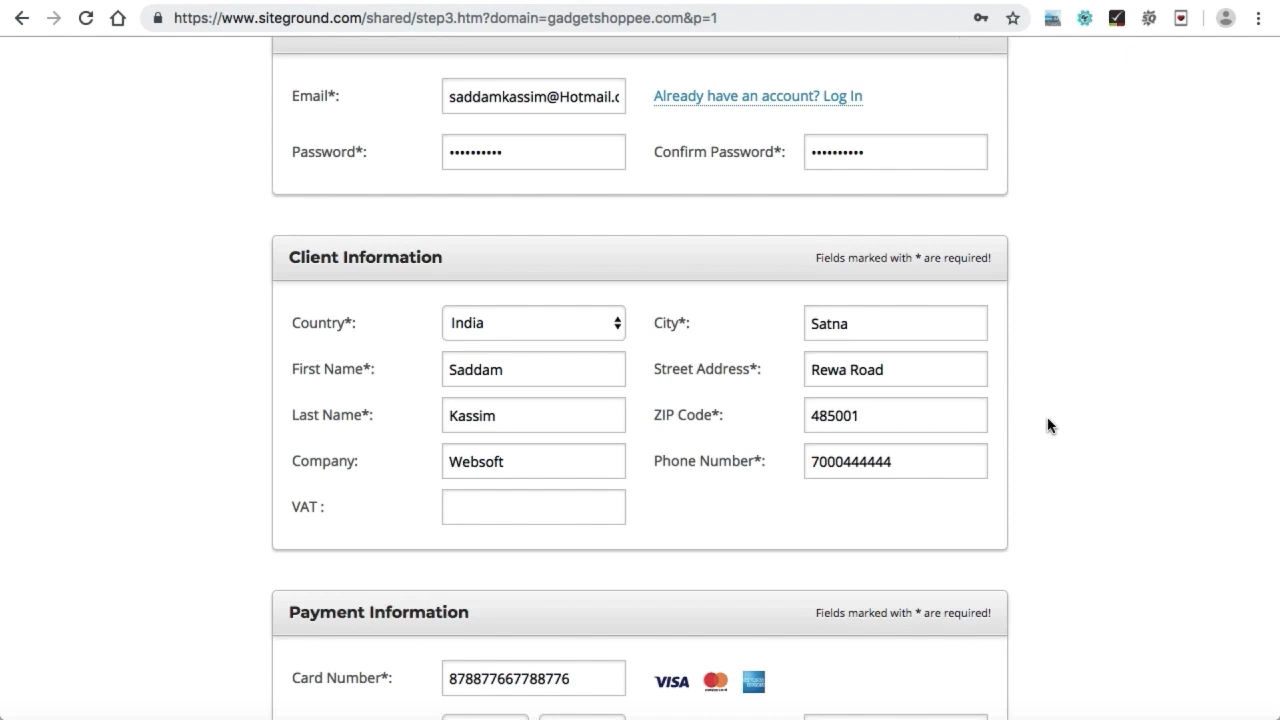 https://www.siteground.com/shared/step3.htm?domain=gadgetshoppee.com&p=1
Email*: saddamkassim@Hotmail.c Already have an account? Log In
Password*: •••••••••• Confirm Password*: ••••••••••
Client Information Fields marked with * are required!
Country*: India City*: Satna
First Name*: Saddam Street Address*: Rewa Road
Last Name*: Kassim ZIP Code*: 485001
Company: Websoft Phone Number*: 7000444444
VAT :
Payment Information Fields marked with * are required!
Card Number*: 878877667788776 VISA